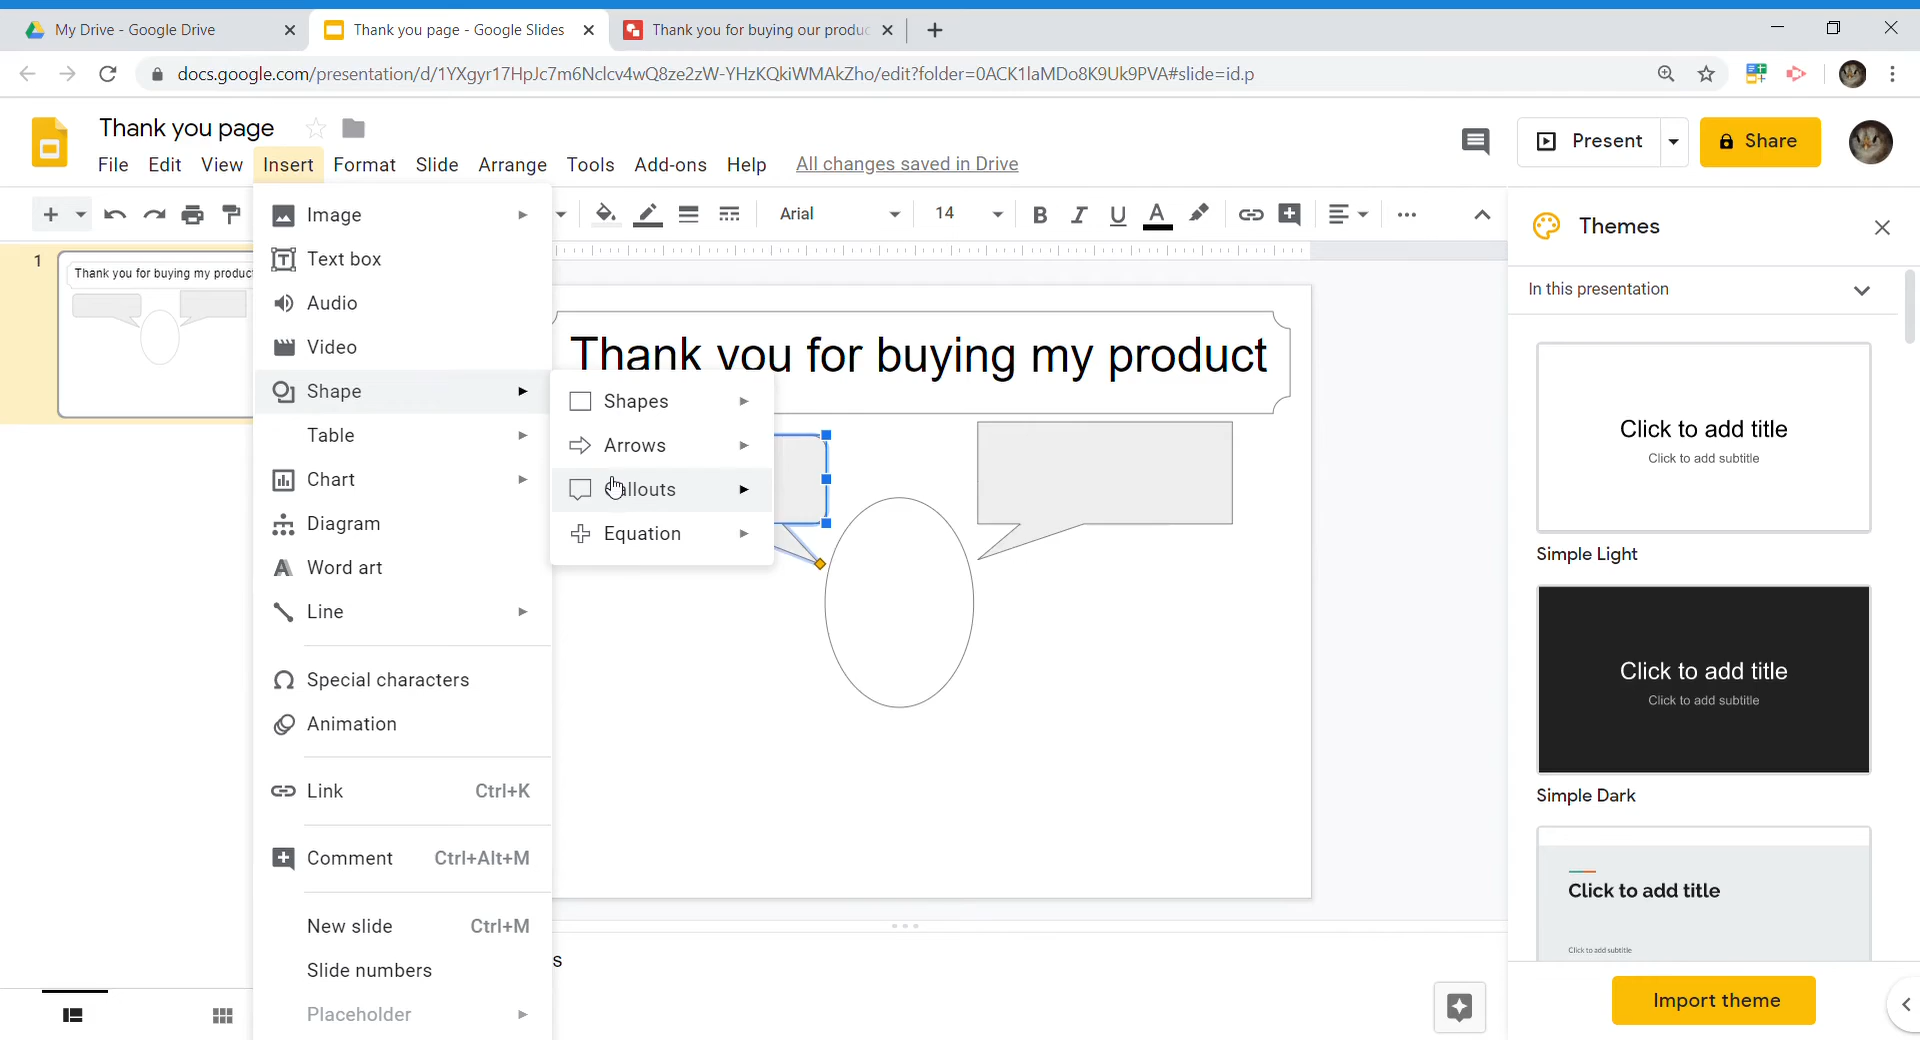 My Drive - Google Drive
Thank you page - Google Slides
Thank you for buying our produc
docs.google.com/presentation/d/1YXgyr17HpJc7m6Nclcv4wQ8ze2zW-YHzKQkiWMAkZho/edit?folder=0ACK1laMDo8K9Uk9PVA#slide=id.p
Thank you page
Present
Share
File Edit View Insert Format Slide Arrange Tools Add-ons Help All changes saved in Drive
Arial 14
Themes
In this presentation
1
Thank you for buying my product
Image
Text box
Audio
Video
Shape
Table
Chart
Diagram
Word art
Line
Special characters
Animation
Link Ctrl+K
Comment Ctrl+Alt+M
New slide Ctrl+M
Slide numbers
Placeholder
Shapes
Arrows
Callouts
Equation
Thank you for buying my product
s
Click to add title
Click to add subtitle
Simple Light
Click to add title
Click to add subtitle
Simple Dark
Click to add title
Click to add subtitle
Import theme